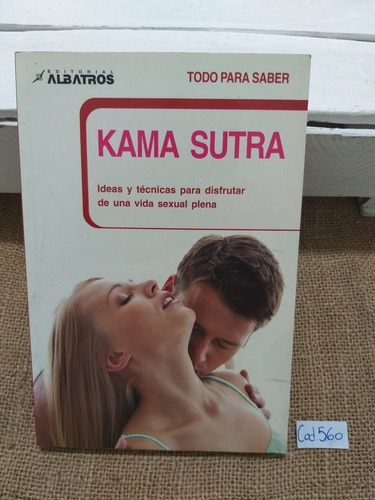 EDITORIAL
ALBATROS
TODO PARA SABER
KAMA SUTRA
Ideas y técnicas para disfrutar
de una vida sexual plena
Cod 560